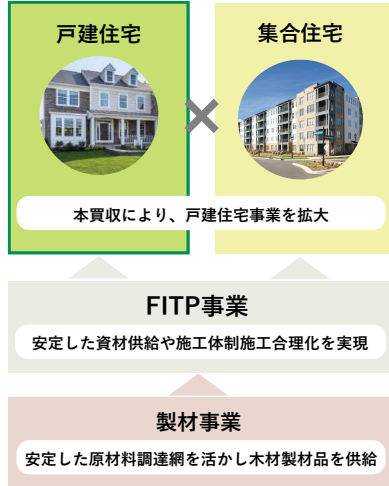 戸建住宅
集合住宅
本買収により、戸建住宅事業を拡大
FITP事業
安定した資材供給や施工体制施工合理化を実現
製材事業
安定した原材料調達網を活かし木材製材品を供給